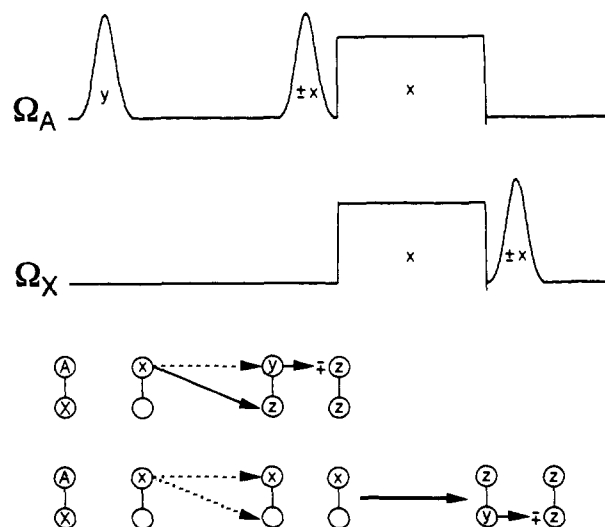 y
± x
x
Ω_A
x
± x
Ω_X
A x y ∓ z
X z z
A x x x z z
X y ∓ z